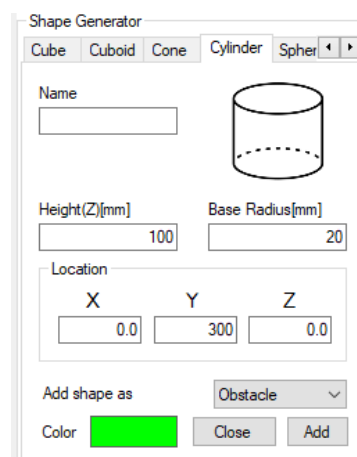 Shape Generator
Cube Cuboid Cone Cylinder Spher
Name
Height(Z)[mm] Base Radius[mm]
100 20
Location
X Y Z
0.0 300 0.0
Add shape as Obstacle
Color Close Add